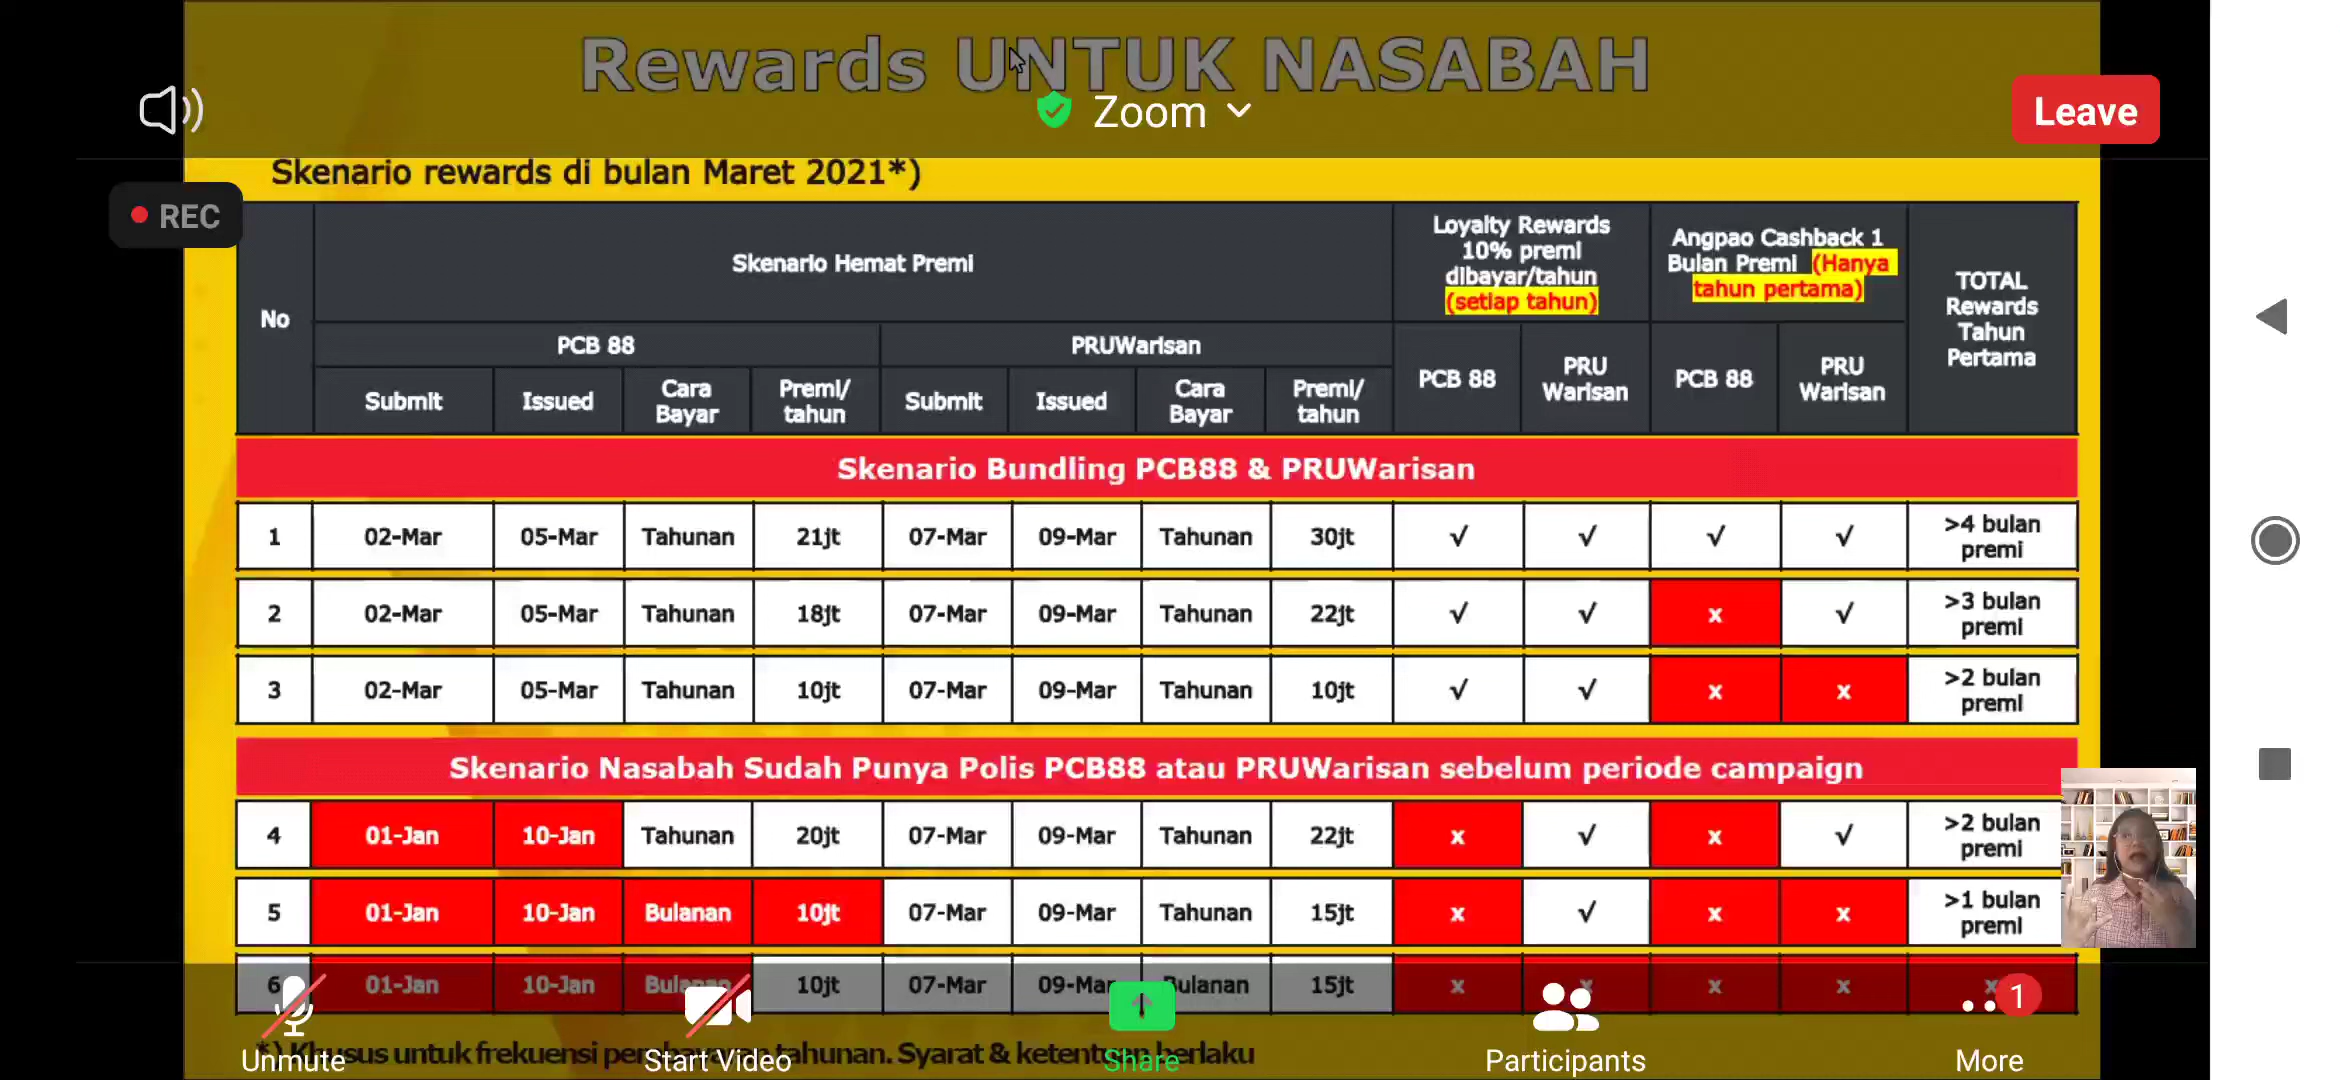 Rewards UNTUK NASABAH
Zoom
Leave
Skenario rewards di bulan Maret 2021*)
REC
No
Skenario Hemat Premi
Loyalty Rewards
10% premi
dibayar/tahun
(setiap tahun)
Angpao Cashback 1
Bulan Premi (Hanya
tahun pertama)
TOTAL
Rewards
Tahun
Pertama
PCB 88
PRUWarisan
Submit
Issued
Cara
Bayar
Premi/
tahun
Submit
Issued
Cara
Bayar
Premi/
tahun
PCB 88
PRU
Warisan
PCB 88
PRU
Warisan
Skenario Bundling PCB88 & PRUWarisan
1 02-Mar 05-Mar Tahunan 21jt 07-Mar 09-Mar Tahunan 30jt √ √ √ √ >4 bulan
premi
2 02-Mar 05-Mar Tahunan 18jt 07-Mar 09-Mar Tahunan 22jt √ √ x √ >3 bulan
premi
3 02-Mar 05-Mar Tahunan 10jt 07-Mar 09-Mar Tahunan 10jt √ √ x x >2 bulan
premi
Skenario Nasabah Sudah Punya Polis PCB88 atau PRUWarisan sebelum periode campaign
4 01-Jan 10-Jan Tahunan 20jt 07-Mar 09-Mar Tahunan 22jt x √ x √ >2 bulan
premi
5 01-Jan 10-Jan Bulanan 10jt 07-Mar 09-Mar Tahunan 15jt x √ x x >1 bulan
premi
6 01-Jan 10-Jan Bulanan 10jt 07-Mar 09-Mar Bulanan 15jt x x x x x
1
*) Khusus untuk frekuensi pembayaran tahunan. Syarat & ketentuan berlaku
Unmute
Start Video
Share
Participants
More